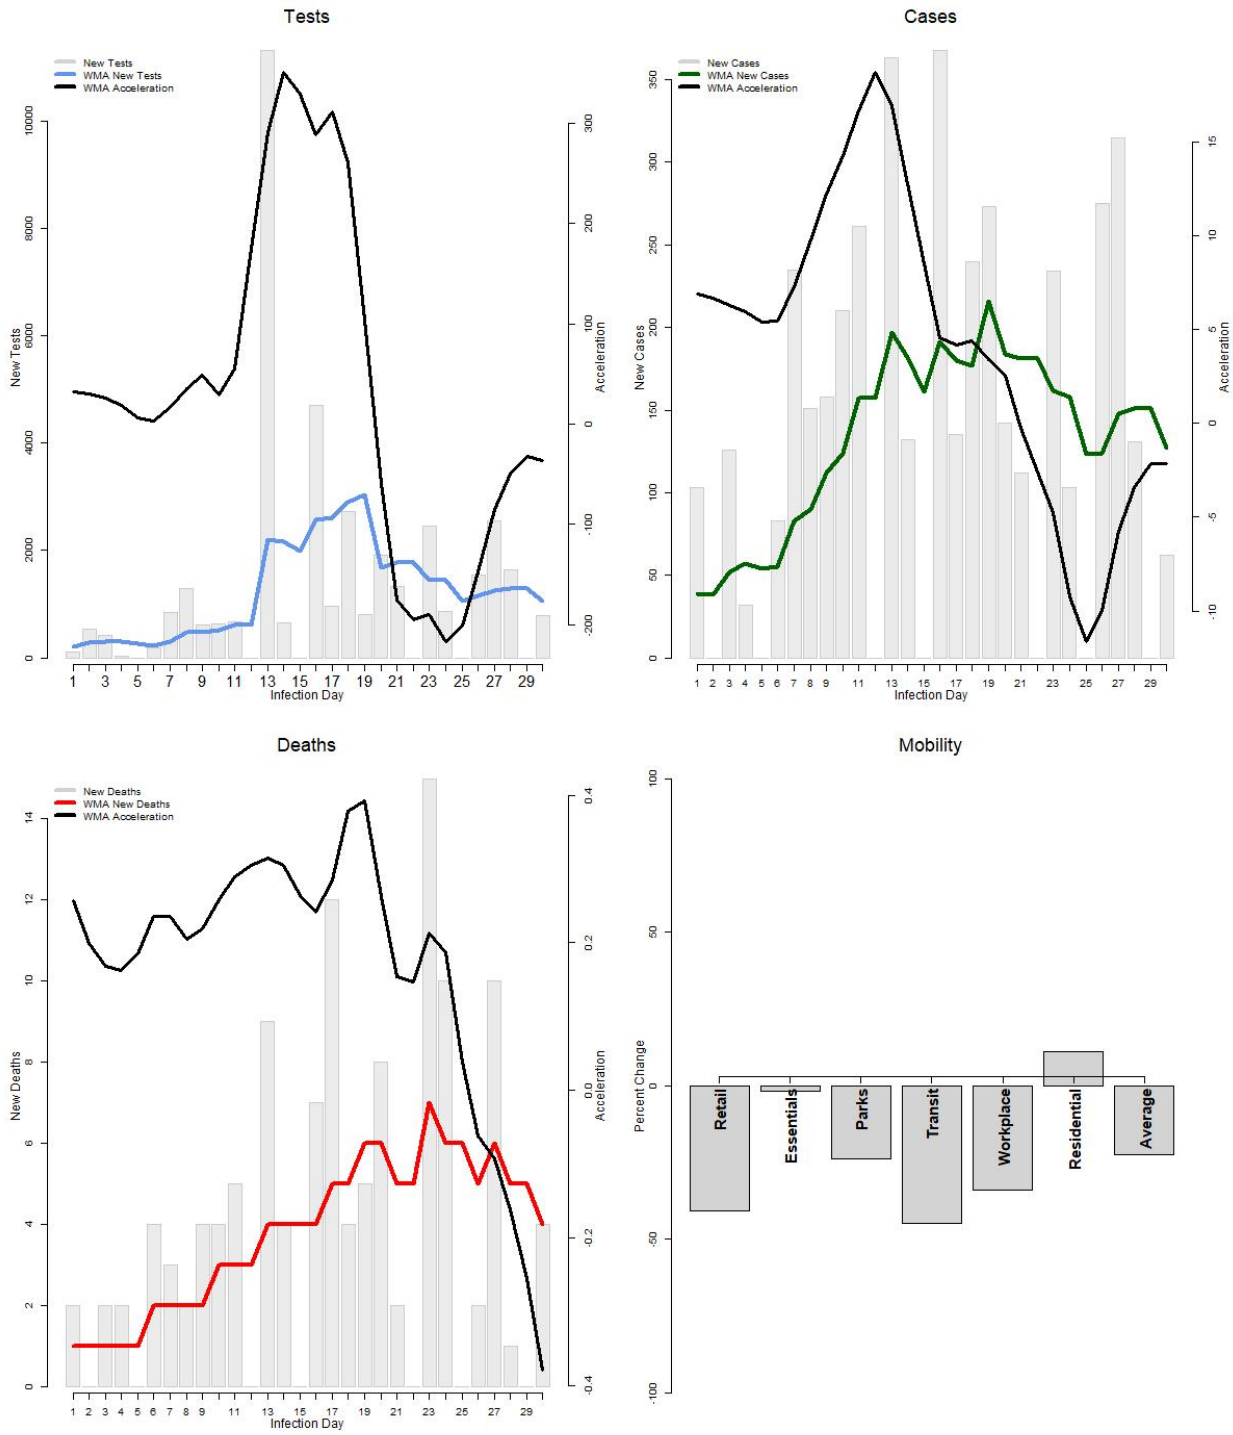 Tests
New Tests
WMA New Tests
WMA Acceleration
New Tests
0 2000 4000 6000 8000 10000
Acceleration
-200 -100 0 100 200 300
1 3 5 7 9 11 13 15 17 19 21 23 25 27 29
Infection Day
Cases
New Cases
WMA New Cases
WMA Acceleration
New Cases
0 50 100 150 200 250 300 350
Acceleration
-10 -5 0 5 10 15
1 2 3 4 5 6 7 8 9 11 13 15 17 19 21 23 25 27 29
Infection Day
Deaths
New Deaths
WMA New Deaths
WMA Acceleration
New Deaths
0 2 4 6 8 10 12 14
Acceleration
-0.4 -0.2 0.0 0.2 0.4
1 2 3 4 5 6 7 8 9 11 13 15 17 19 21 23 25 27 29
Infection Day
Mobility
Percent Change
-100 -50 0 50 100
Retail
Essentials
Parks
Transit
Workplace
Residential
Average